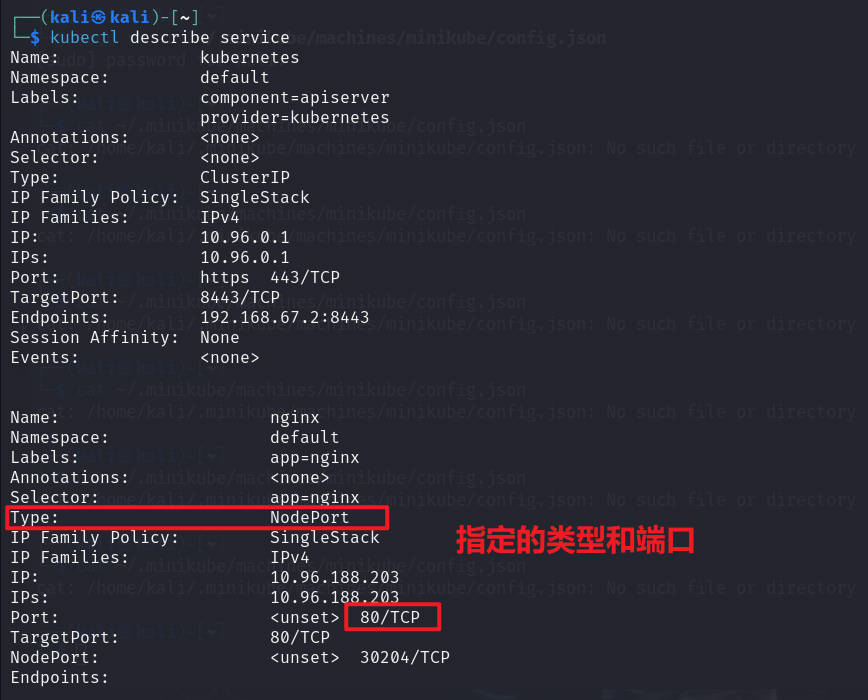 ┌──(kali㉿kali)-[~]
└─$ kubectl describe service
Name:              kubernetes
Namespace:         default
Labels:            component=apiserver
                   provider=kubernetes
Annotations:       <none>
Selector:          <none>
Type:              ClusterIP
IP Family Policy:  SingleStack
IP Families:       IPv4
IP:                10.96.0.1
IPs:               10.96.0.1
Port:              https  443/TCP
TargetPort:        8443/TCP
Endpoints:         192.168.67.2:8443
Session Affinity:  None
Events:            <none>
Name:                     nginx
Namespace:                default
Labels:                   app=nginx
Annotations:              <none>
Selector:                 app=nginx
Type:                     NodePort
指定的类型和端口
IP Family Policy:         SingleStack
IP Families:              IPv4
IP:                       10.96.188.203
IPs:                      10.96.188.203
Port:                     <unset>  80/TCP
TargetPort:               80/TCP
NodePort:                 <unset>  30204/TCP
Endpoints: